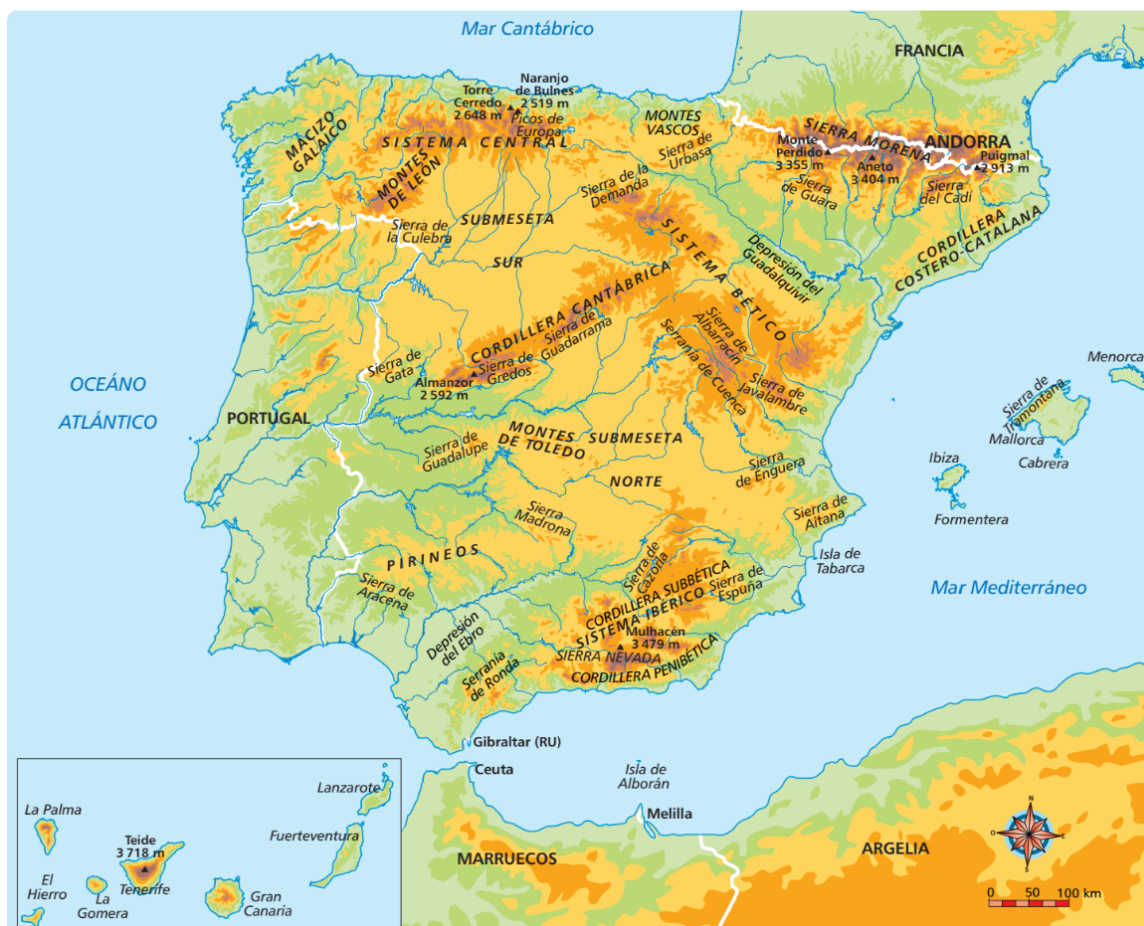 Mar Cantábrico
FRANCIA
Naranjo
de Bulnes
2 519 m
Torre
Cerredo
2 648 m
Picos de
Europa
MACIZO
GALAICO
SISTEMA CENTRAL
MONTES
VASCOS
Sierra de
Urbasa
SIERRA MORENA
ANDORRA
Monte
Perdido
3 355 m
Aneto
3 404 m
Puigmal
2 913 m
Sierra
de Guara
Sierra
del Cadí
MONTES
DE LEÓN
Sierra de la
Demanda
Sierra de
la Culebra
SUBMESETA
SUR
SISTEMA BÉTICO
Depresión del
Guadalquivir
CORDILLERA
COSTERO-CATALANA
CORDILLERA CANTÁBRICA
Sierra de
Guadarrama
Sierra de
Gredos
Sierra de
Gata
Almanzor
2 592 m
Sierra de
Albarracín
Serranía de Cuenca
Sierra de
Javalambre
OCEÁNO
ATLÁNTICO
PORTUGAL
Menorca
Sierra de
Tramontana
Mallorca
Cabrera
Ibiza
Formentera
MONTES
DE TOLEDO
SUBMESETA
NORTE
Sierra de
Guadalupe
Sierra
de Enguera
Sierra
Madrona
Sierra de
Aitana
Isla de
Tabarca
Mar Mediterráneo
PIRINEOS
Sierra de
Aracena
Sierra de
Cazorla
CORDILLERA SUBBÉTICA
SISTEMA IBÉRICO
Sierra de
Espuña
Mulhacén
3 479 m
SIERRA NEVADA
CORDILLERA PENIBÉTICA
Depresión
del Ebro
Serranía
de Ronda
Gibraltar (RU)
Ceuta
Isla de
Alborán
Melilla
MARRUECOS
ARGELIA
N
O
E
S
0 50 100 km
Lanzarote
La Palma
Teide
3 718 m
Fuerteventura
El
Hierro
La
Gomera
Tenerife
Gran
Canaria